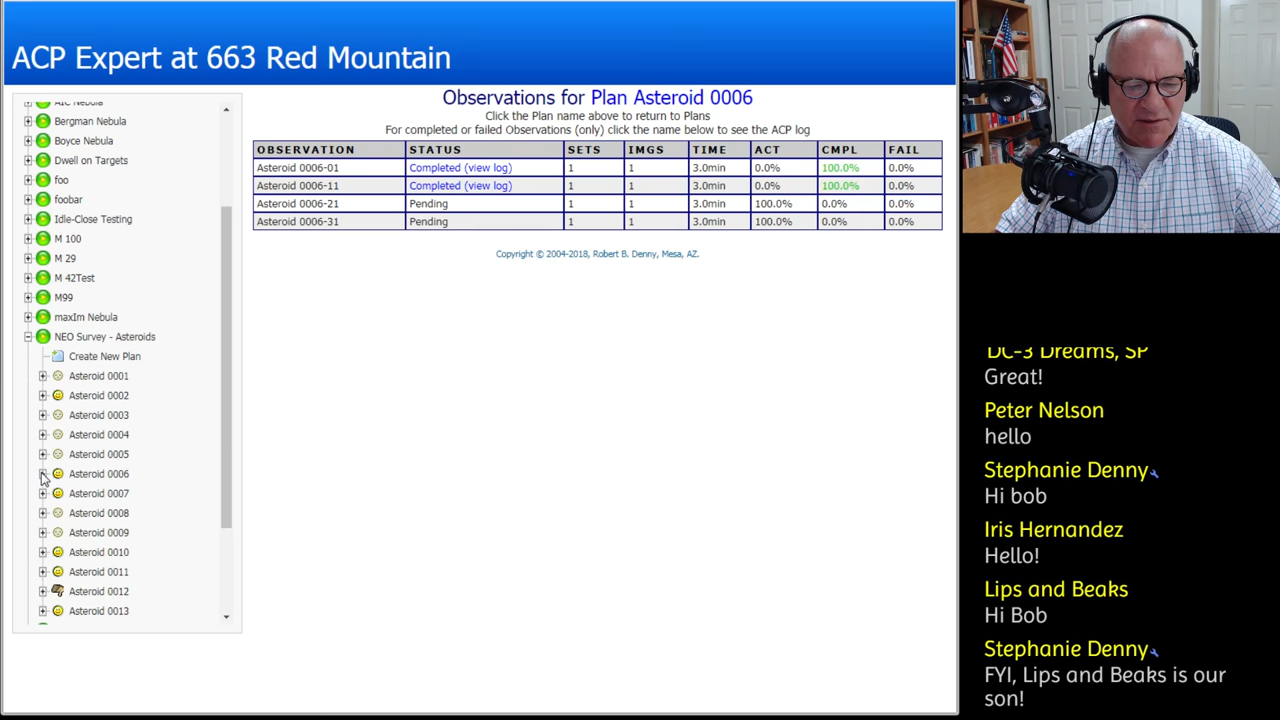 ACP Expert at 663 Red Mountain
AIC Nebula
Bergman Nebula
Boyce Nebula
Dwell on Targets
foo
foobar
Idle-Close Testing
M 100
M 29
M 42Test
M99
maxIm Nebula
NEO Survey - Asteroids
Create New Plan
Asteroid 0001
Asteroid 0002
Asteroid 0003
Asteroid 0004
Asteroid 0005
Asteroid 0006
Asteroid 0007
Asteroid 0008
Asteroid 0009
Asteroid 0010
Asteroid 0011
Asteroid 0012
Asteroid 0013
Observations for Plan Asteroid 0006
Click the Plan name above to return to Plans
For completed or failed Observations (only) click the name below to see the ACP log
OBSERVATION STATUS SETS IMGS TIME ACT CMPL FAIL
Asteroid 0006-01 Completed (view log) 1 1 3.0min 0.0% 100.0% 0.0%
Asteroid 0006-11 Completed (view log) 1 1 3.0min 0.0% 100.0% 0.0%
Asteroid 0006-21 Pending 1 1 3.0min 100.0% 0.0% 0.0%
Asteroid 0006-31 Pending 1 1 3.0min 100.0% 0.0% 0.0%
Copyright © 2004-2018, Robert B. Denny, Mesa, AZ.
DC-3 Dreams, SP
Great!
Peter Nelson
hello
Stephanie Denny
Hi bob
Iris Hernandez
Hello!
Lips and Beaks
Hi Bob
Stephanie Denny
FYI, Lips and Beaks is our
son!